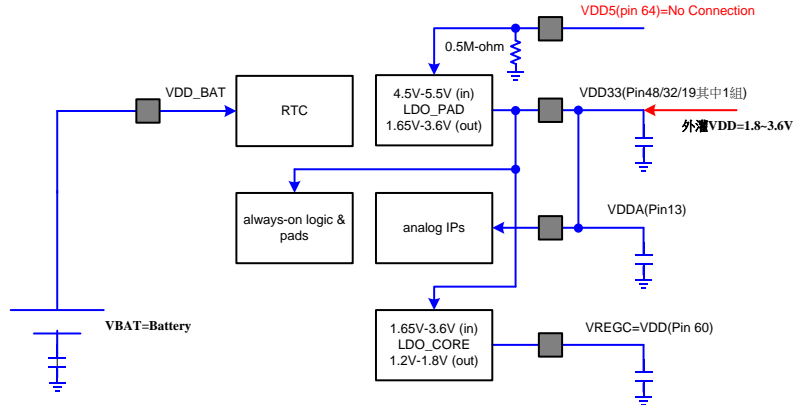 VDD5(pin 64)=No Connection
0.5M-ohm
VDD_BAT
RTC
4.5V-5.5V (in)
LDO_PAD
1.65V-3.6V (out)
VDD33(Pin48/32/19其中1組)
外灌VDD=1.8~3.6V
always-on logic &
pads
analog IPs
VDDA(Pin13)
VBAT=Battery
1.65V-3.6V (in)
LDO_CORE
1.2V-1.8V (out)
VREGC=VDD(Pin 60)